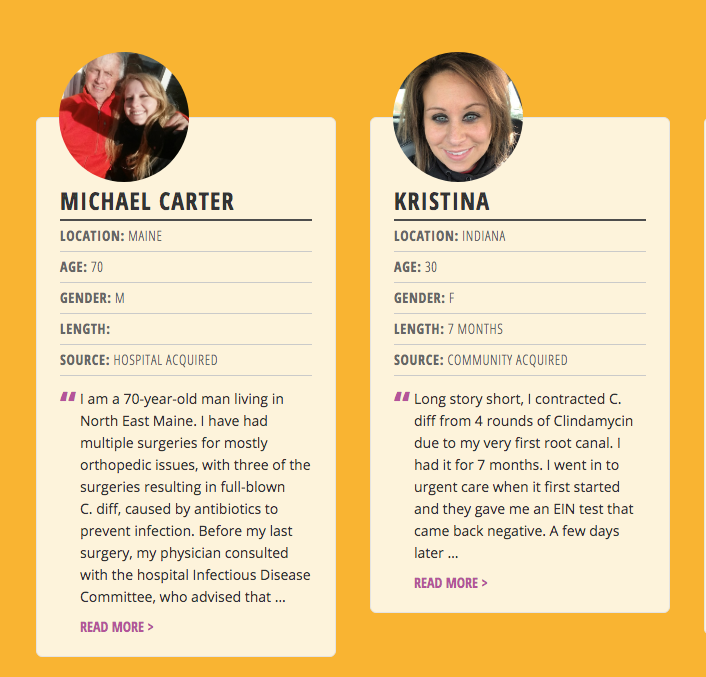 MICHAEL CARTER
LOCATION: MAINE
AGE: 70
GENDER: M
LENGTH:
SOURCE: HOSPITAL ACQUIRED
“ I am a 70-year-old man living in
North East Maine. I have had
multiple surgeries for mostly
orthopedic issues, with three of the
surgeries resulting in full-blown
C. diff, caused by antibiotics to
prevent infection. Before my last
surgery, my physician consulted
with the hospital Infectious Disease
Committee, who advised that ...
READ MORE >
KRISTINA
LOCATION: INDIANA
AGE: 30
GENDER: F
LENGTH: 7 MONTHS
SOURCE: COMMUNITY ACQUIRED
“ Long story short, I contracted C.
diff from 4 rounds of Clindamycin
due to my very first root canal. I
had it for 7 months. I went in to
urgent care when it first started
and they gave me an EIN test that
came back negative. A few days
later ...
READ MORE >